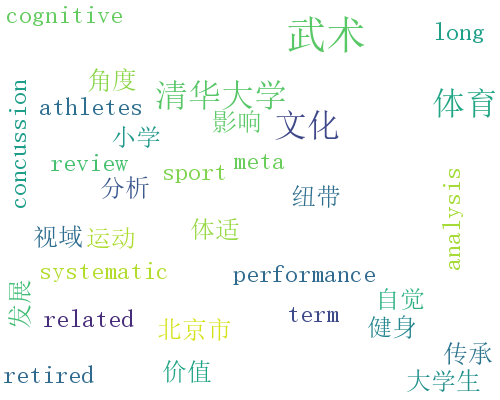 cognitive
武术
long
角度
清华大学
体育
athletes
影响
文化
小学
concussion
review
sport
meta
分析
纽带
analysis
视域
运动
体适
systematic
performance
发展
related
term
自觉
北京市
健身
传承
retired
价值
大学生